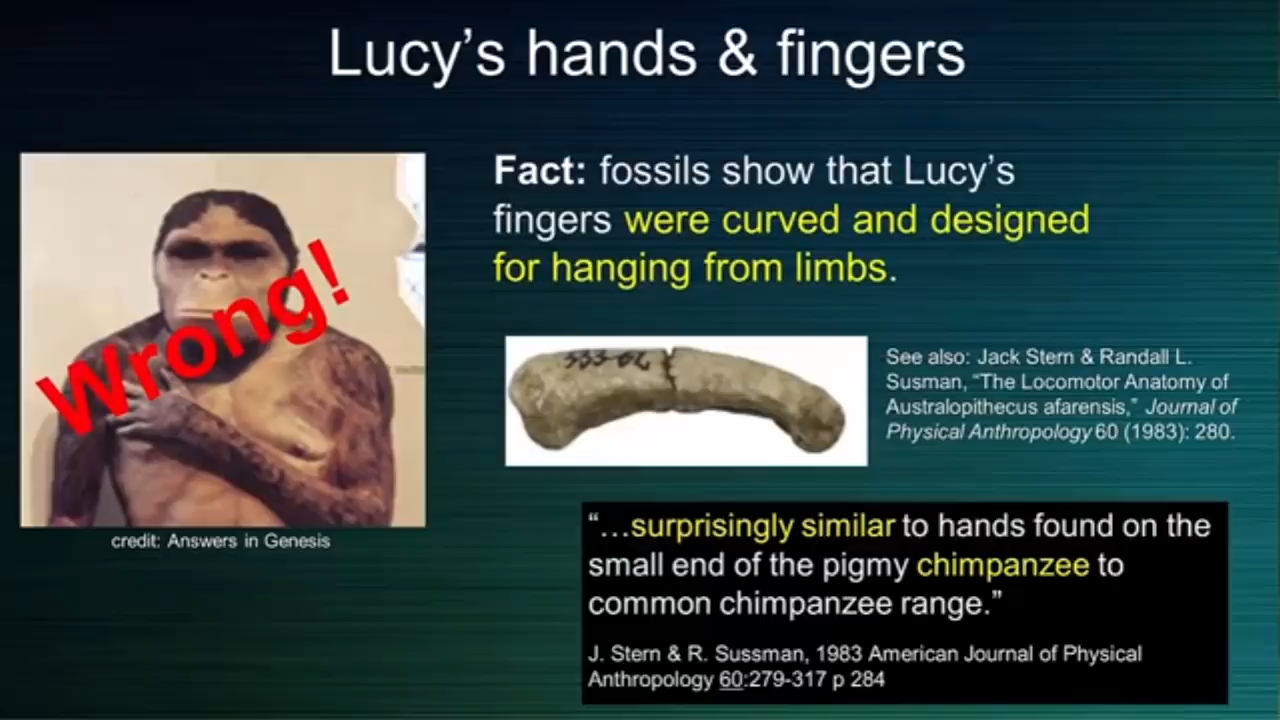 Lucy's hands & fingers
Wrong!
credit: Answers in Genesis
Fact: fossils show that Lucy's
fingers were curved and designed
for hanging from limbs.
See also: Jack Stern & Randall L.
Susman, "The Locomotor Anatomy of
Australopithecus afarensis," Journal of
Physical Anthropology 60 (1983): 280.
"…surprisingly similar to hands found on the
small end of the pigmy chimpanzee to
common chimpanzee range."
J. Stern & R. Sussman, 1983 American Journal of Physical
Anthropology 60:279-317 p 284